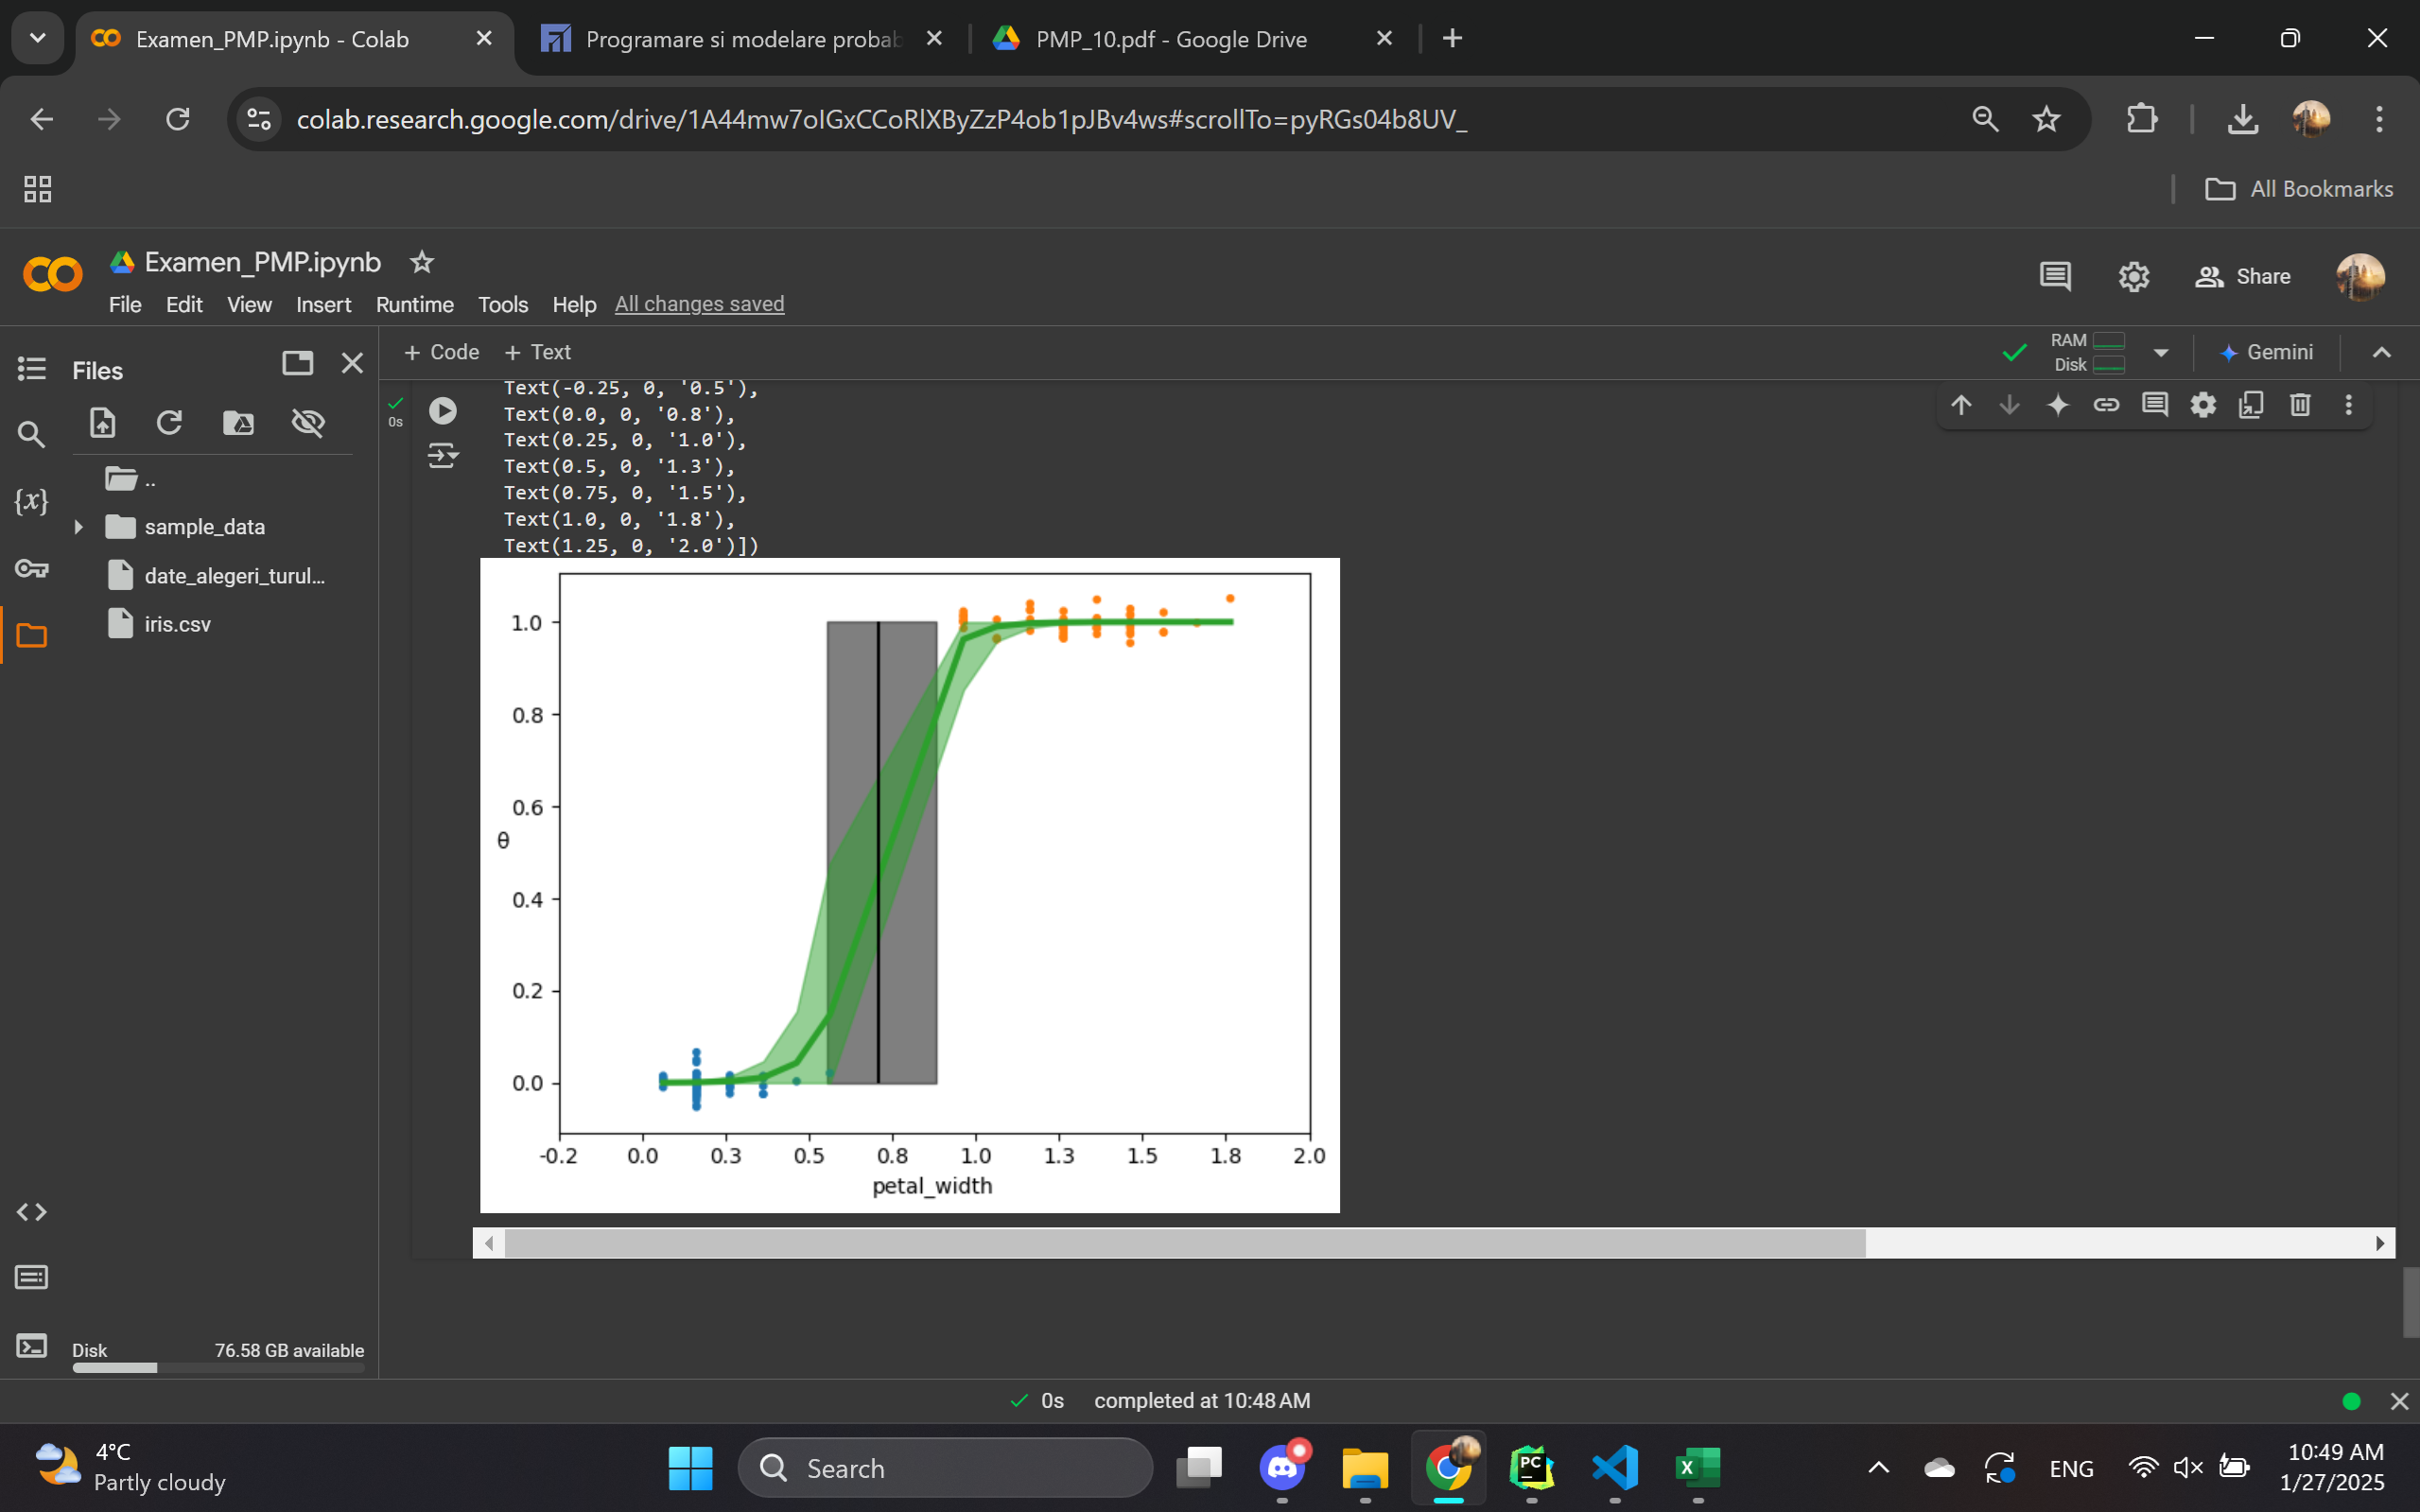 Examen_PMP.ipynb - Colab
Programare si modelare probab
PMP_10.pdf - Google Drive
colab.research.google.com/drive/1A44mw7oIGxCCoRlXByZzP4ob1pJBv4ws#scrollTo=pyRGs04b8UV_
All Bookmarks
Examen_PMP.ipynb
File Edit View Insert Runtime Tools Help All changes saved
Share
Files
+ Code + Text
RAM
Disk
Gemini
..
sample_data
date_alegeri_turul...
iris.csv
Disk 76.58 GB available
{x}
0s
Text(-0.25, 0, '0.5'),
Text(0.0, 0, '0.8'),
Text(0.25, 0, '1.0'),
Text(0.5, 0, '1.3'),
Text(0.75, 0, '1.5'),
Text(1.0, 0, '1.8'),
Text(1.25, 0, '2.0')])
1.0
0.8
0.6
θ
0.4
0.2
0.0
-0.2 0.0 0.3 0.5 0.8 1.0 1.3 1.5 1.8 2.0
petal_width
0s completed at 10:48 AM
4°C
Partly cloudy
Search
PC
X
ENG
10:49 AM
1/27/2025